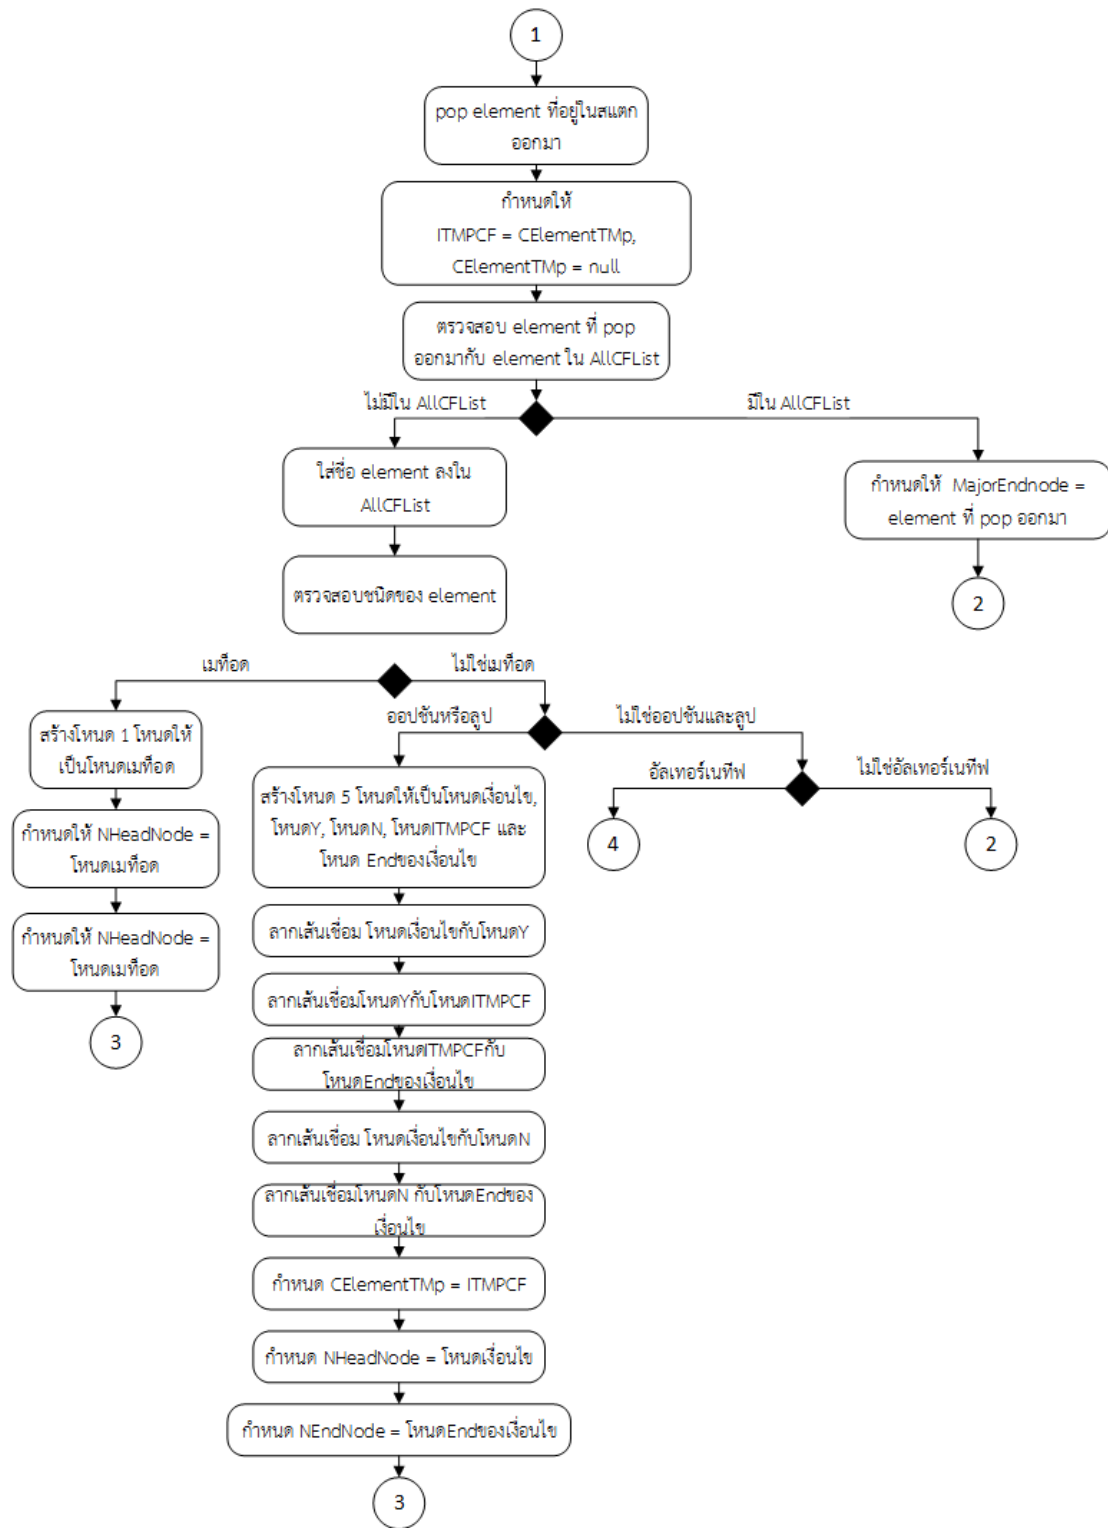 1
pop element ที่อยู่ในสแตก
ออกมา
กำหนดให้
ITMPCF = CElementTMp,
CElementTMp = null
ตรวจสอบ element ที่ pop
ออกมากับ element ใน AllCFList
ไม่มีใน AllCFList
มีใน AllCFList
ใส่ชื่อ element ลงใน
AllCFList
กำหนดให้ MajorEndnode =
element ที่ pop ออกมา
ตรวจสอบชนิดของ element
2
เมท็อด
ไม่ใช่เมท็อด
ออปชันหรือลูป
ไม่ใช่ออปชันและลูป
สร้างโหนด 1 โหนดให้
เป็นโหนดเมท็อด
อัลเทอร์เนทีฟ
ไม่ใช่อัลเทอร์เนทีฟ
สร้างโหนด 5 โหนดให้เป็นโหนดเงื่อนไข,
โหนดY, โหนดN, โหนดITMPCF และ
โหนด Endของเงื่อนไข
4
2
กำหนดให้ NHeadNode =
โหนดเมท็อด
กำหนดให้ NHeadNode =
โหนดเมท็อด
3
ลากเส้นเชื่อม โหนดเงื่อนไขกับโหนดY
ลากเส้นเชื่อมโหนดYกับโหนดITMPCF
ลากเส้นเชื่อมโหนดITMPCFกับ
โหนดEndของเงื่อนไข
ลากเส้นเชื่อม โหนดเงื่อนไขกับโหนดN
ลากเส้นเชื่อมโหนดN กับโหนดEndของ
เงื่อนไข
กำหนด CElementTMp = ITMPCF
กำหนด NHeadNode = โหนดเงื่อนไข
กำหนด NEndNode = โหนดEndของเงื่อนไข
3